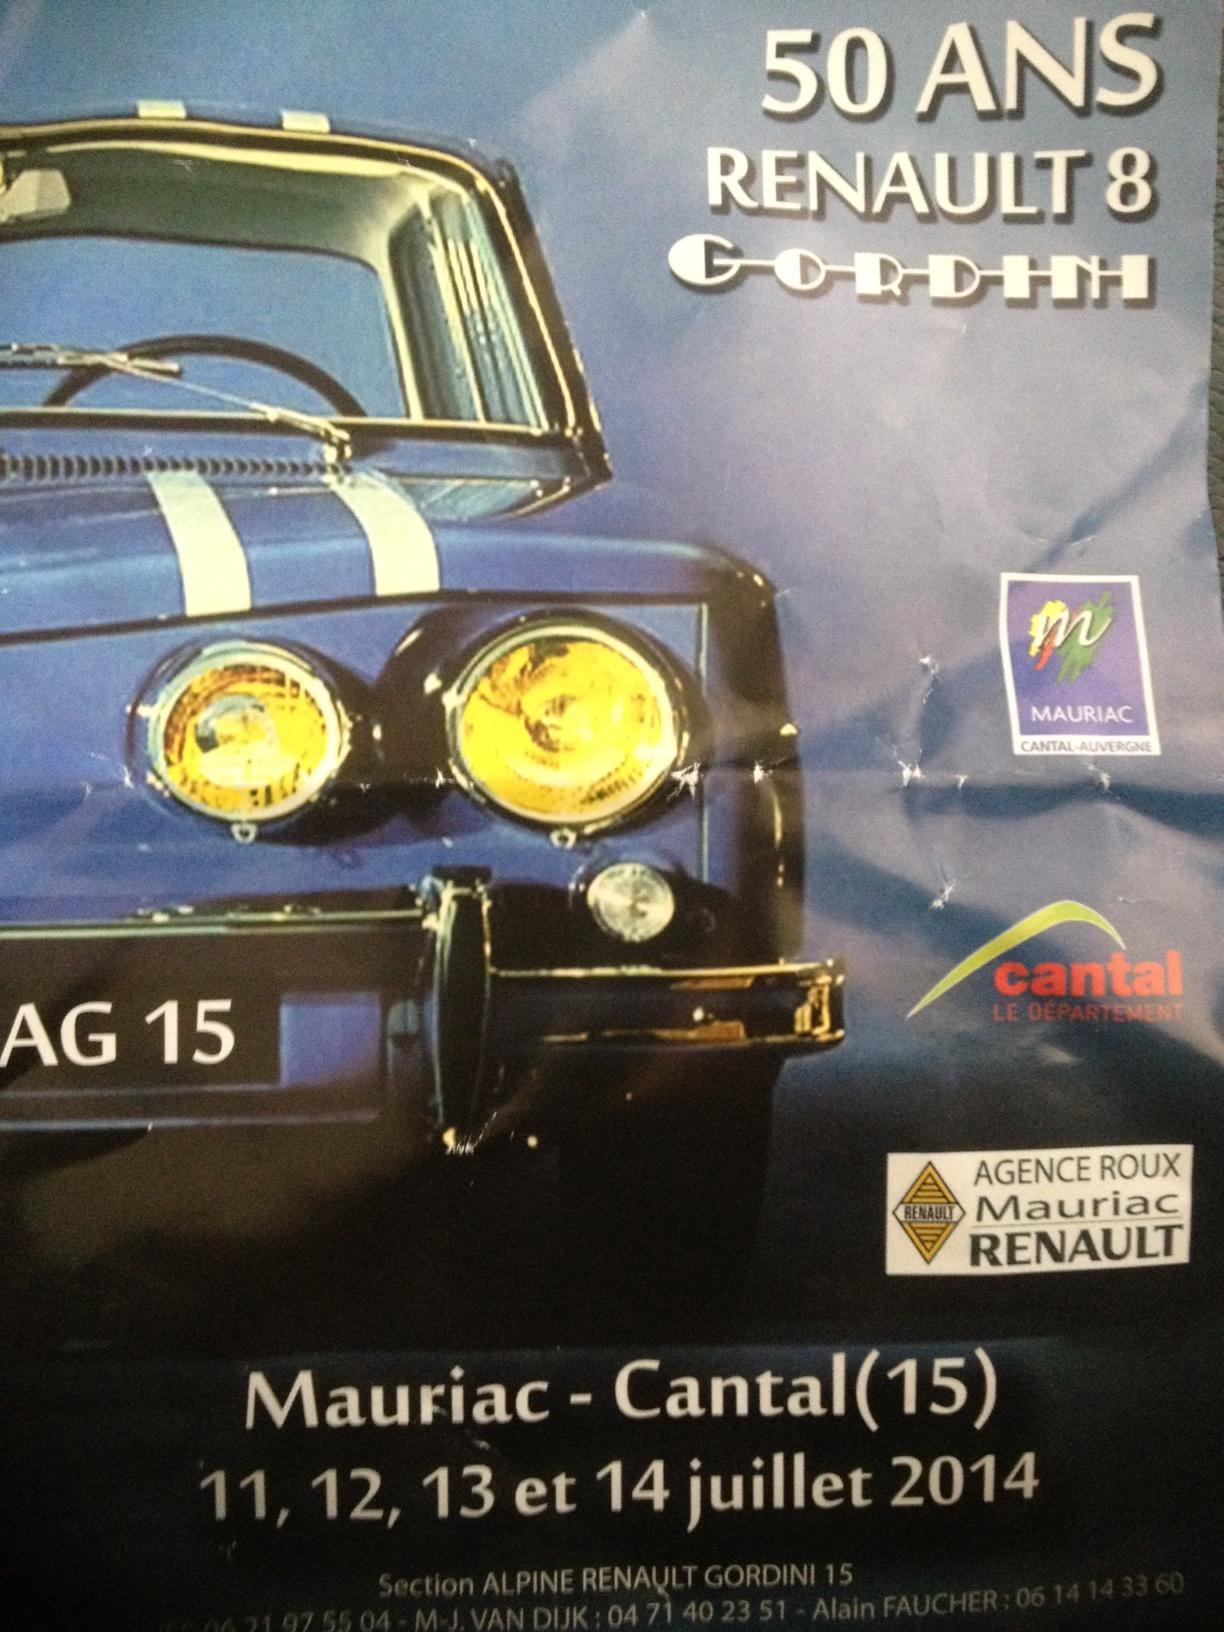 50 ANS
RENAULT 8
GORDINI
m
MAURIAC
CANTAL-AUVERGNE
cantal
LE DÉPARTEMENT
AG 15
AGENCE ROUX
RENAULT
Mauriac
RENAULT
Mauriac - Cantal(15)
11, 12, 13 et 14 juillet 2014
Section ALPINE RENAULT GORDINI 15
06 21 97 55 04 - M-J. VAN DIJK : 04 71 40 23 51 - Alain FAUCHER : 06 14 14 33 60